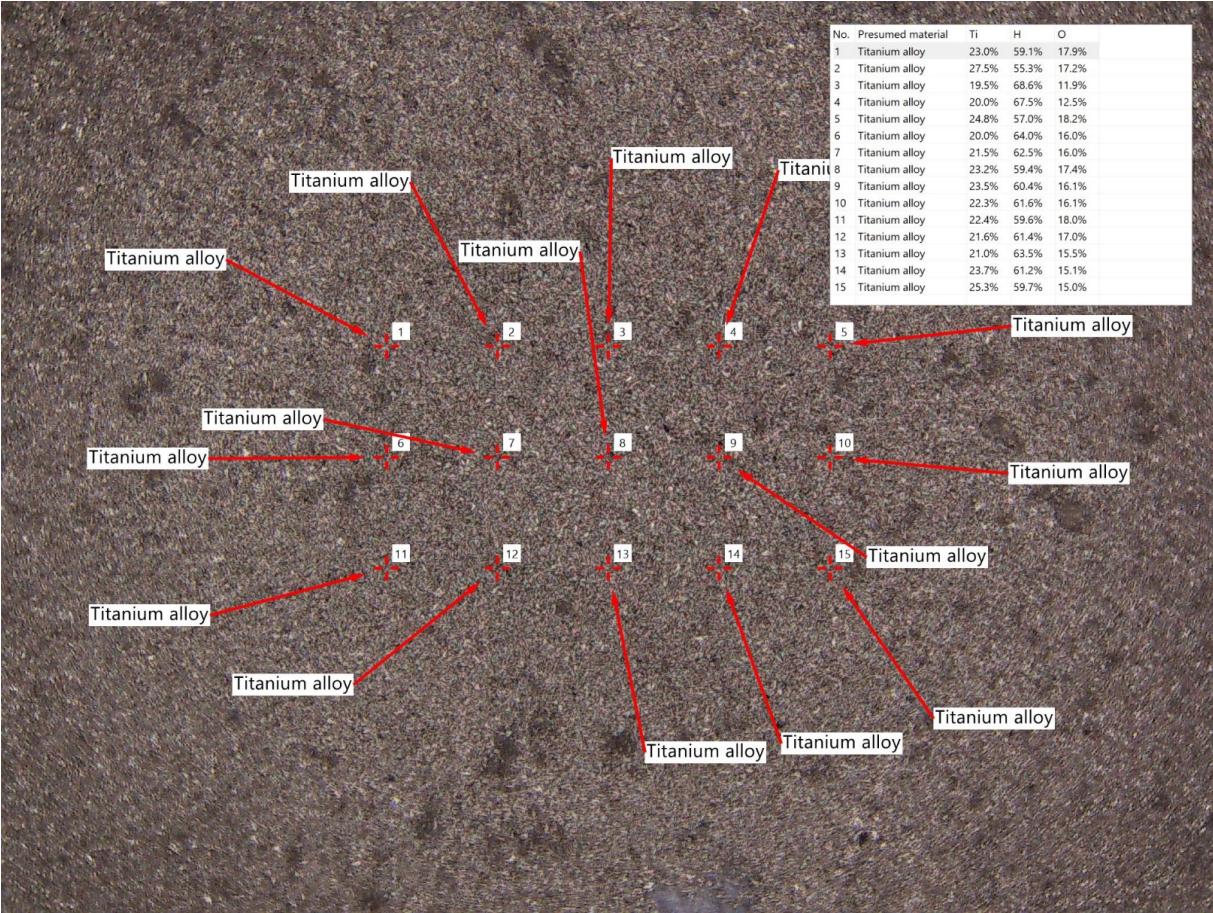 No. Presumed material Ti H O
1 Titanium alloy 23.0% 59.1% 17.9%
2 Titanium alloy 27.5% 55.3% 17.2%
3 Titanium alloy 19.5% 68.6% 11.9%
4 Titanium alloy 20.0% 67.5% 12.5%
5 Titanium alloy 24.8% 57.0% 18.2%
6 Titanium alloy 20.0% 64.0% 16.0%
7 Titanium alloy 21.5% 62.5% 16.0%
8 Titanium alloy 23.2% 59.4% 17.4%
9 Titanium alloy 23.5% 60.4% 16.1%
10 Titanium alloy 22.3% 61.6% 16.1%
11 Titanium alloy 22.4% 59.6% 18.0%
12 Titanium alloy 21.6% 61.4% 17.0%
13 Titanium alloy 21.0% 63.5% 15.5%
14 Titanium alloy 23.7% 61.2% 15.1%
15 Titanium alloy 25.3% 59.7% 15.0%
Titanium alloy
Titanium alloy
Titanium alloy
Titanium alloy
Titanium alloy
1 2 3 4 5
Titanium alloy
Titanium alloy
Titanium alloy
6 7 8 9 10
Titanium alloy
Titanium alloy
11 12 13 14 15
Titanium alloy
Titanium alloy
Titanium alloy
Titanium alloy
Titanium alloy